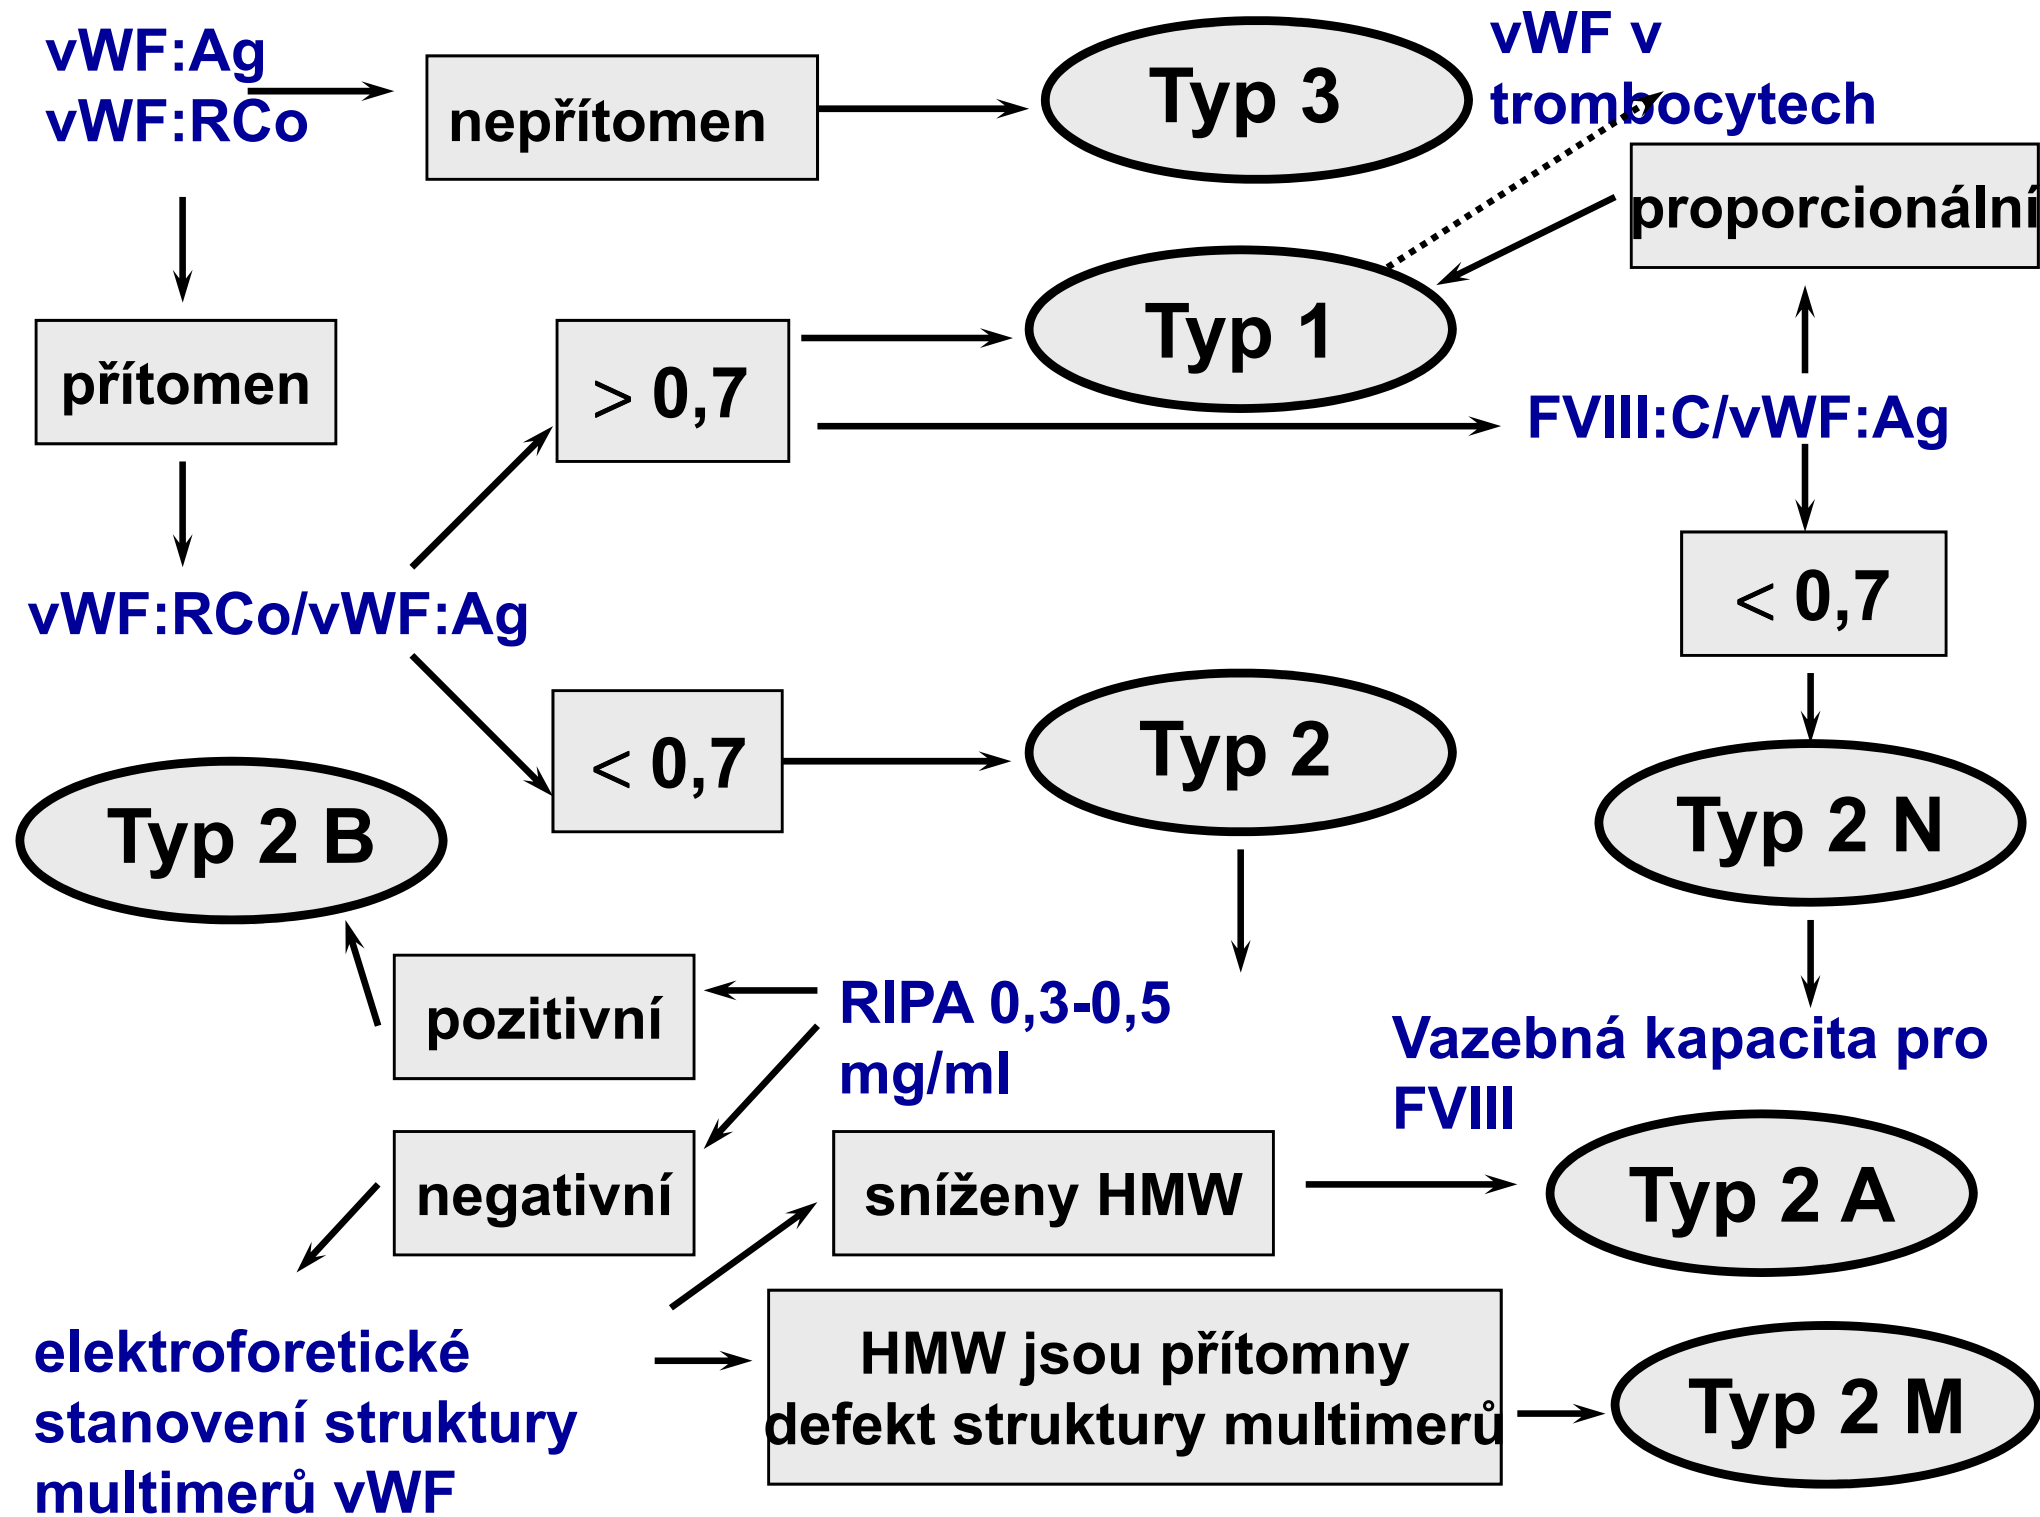 vWF:Ag
vWF:RCo
nepřítomen
Typ 3
vWF v
trombocytech
proporcionální
Typ 1
přítomen
> 0,7
FVIII:C/vWF:Ag
< 0,7
vWF:RCo/vWF:Ag
< 0,7
Typ 2
Typ 2 N
Typ 2 B
pozitivní
RIPA 0,3-0,5
mg/ml
Vazebná kapacita pro
FVIII
negativní
sníženy HMW
Typ 2 A
elektroforetické
stanovení struktury
multimerů vWF
HMW jsou přítomny
defekt struktury multimerů
Typ 2 M